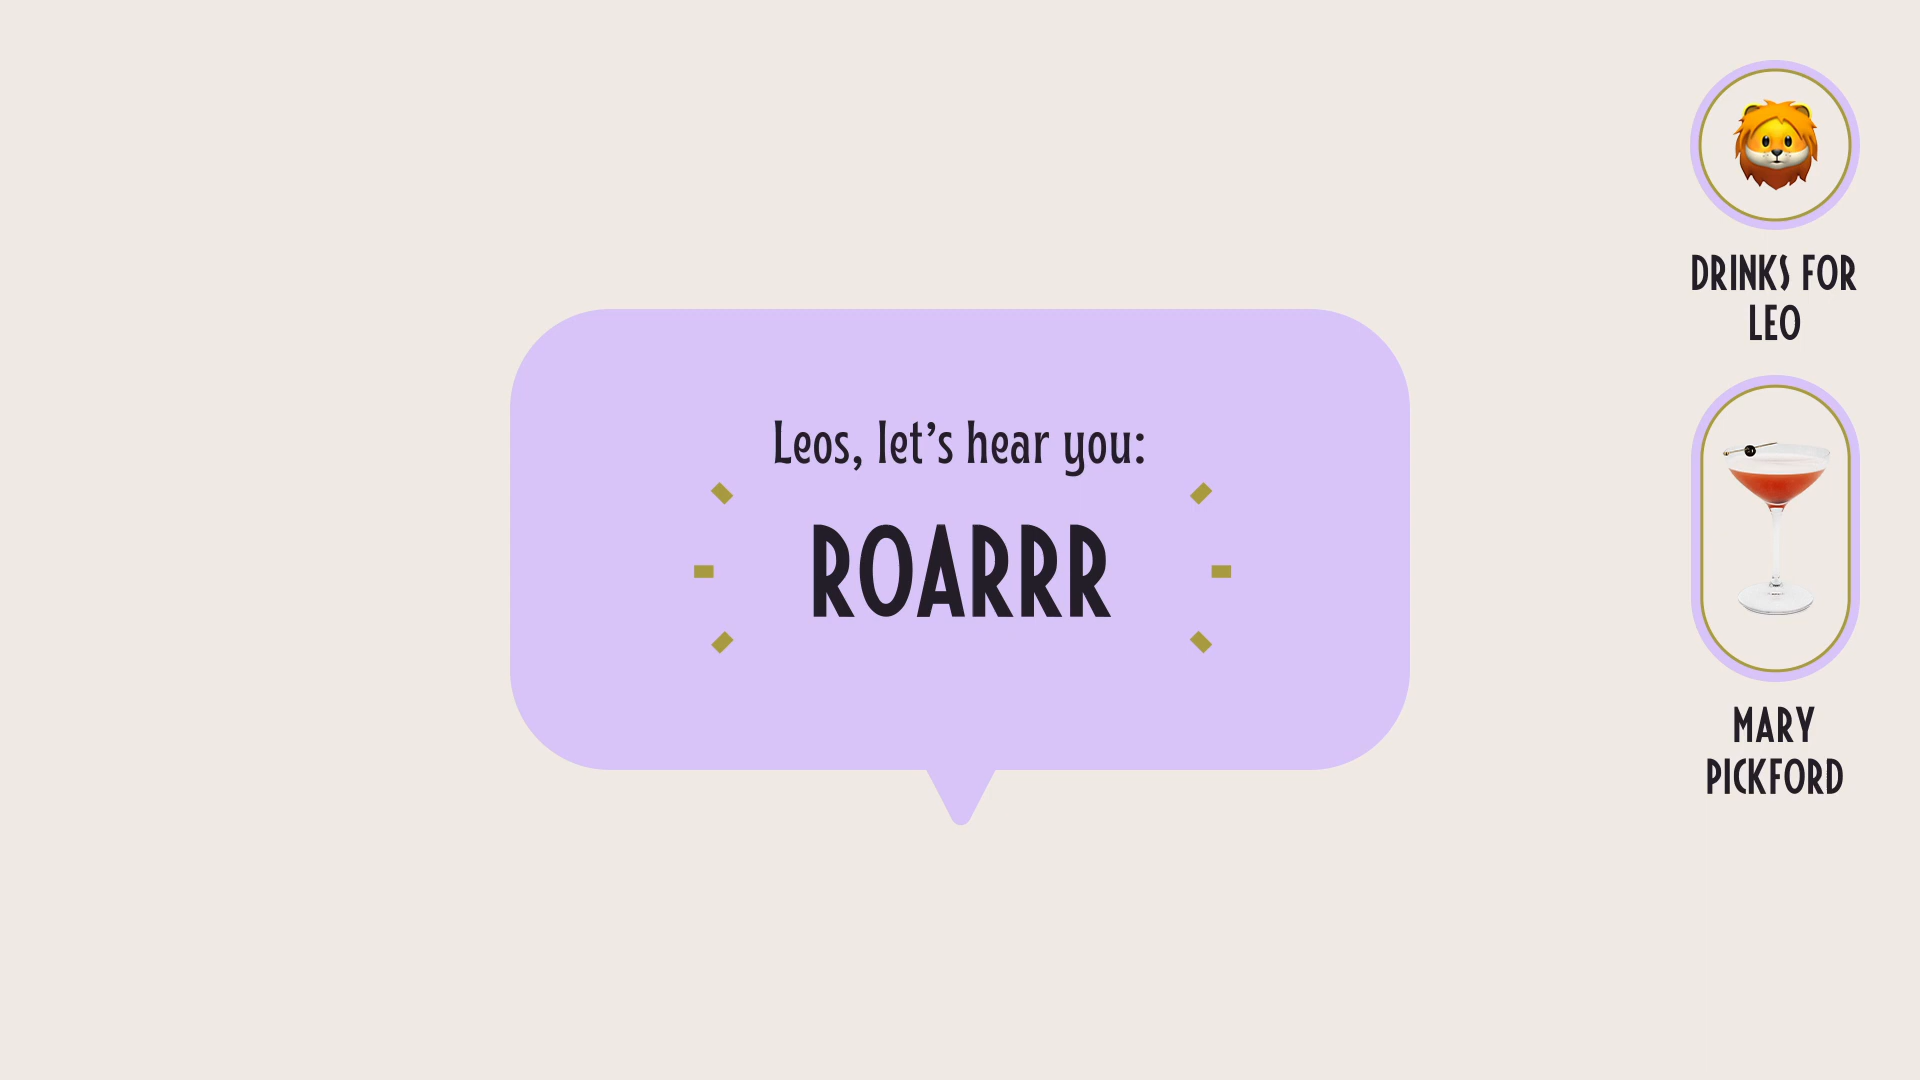 Leos, let’s hear you:
ROARRR
DRINKS FOR
LEO
MARY
PICKFORD